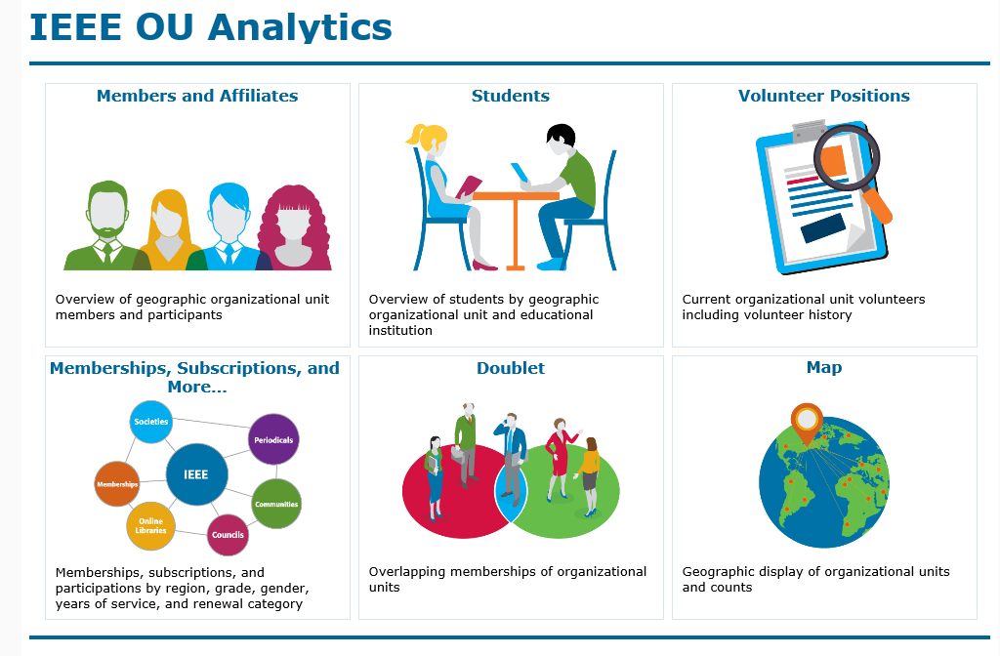 IEEE OU Analytics
Members and Affiliates
Overview of geographic organizational unit
members and participants
Students
Overview of students by geographic
organizational unit and educational
institution
Volunteer Positions
Current organizational unit volunteers
including volunteer history
Memberships, Subscriptions, and
More...
Societies
Periodicals
IEEE
Memberships
Communities
Online
Libraries
Councils
Memberships, subscriptions, and
participations by region, grade, gender,
years of service, and renewal category
Doublet
Overlapping memberships of organizational
units
Map
Geographic display of organizational units
and counts